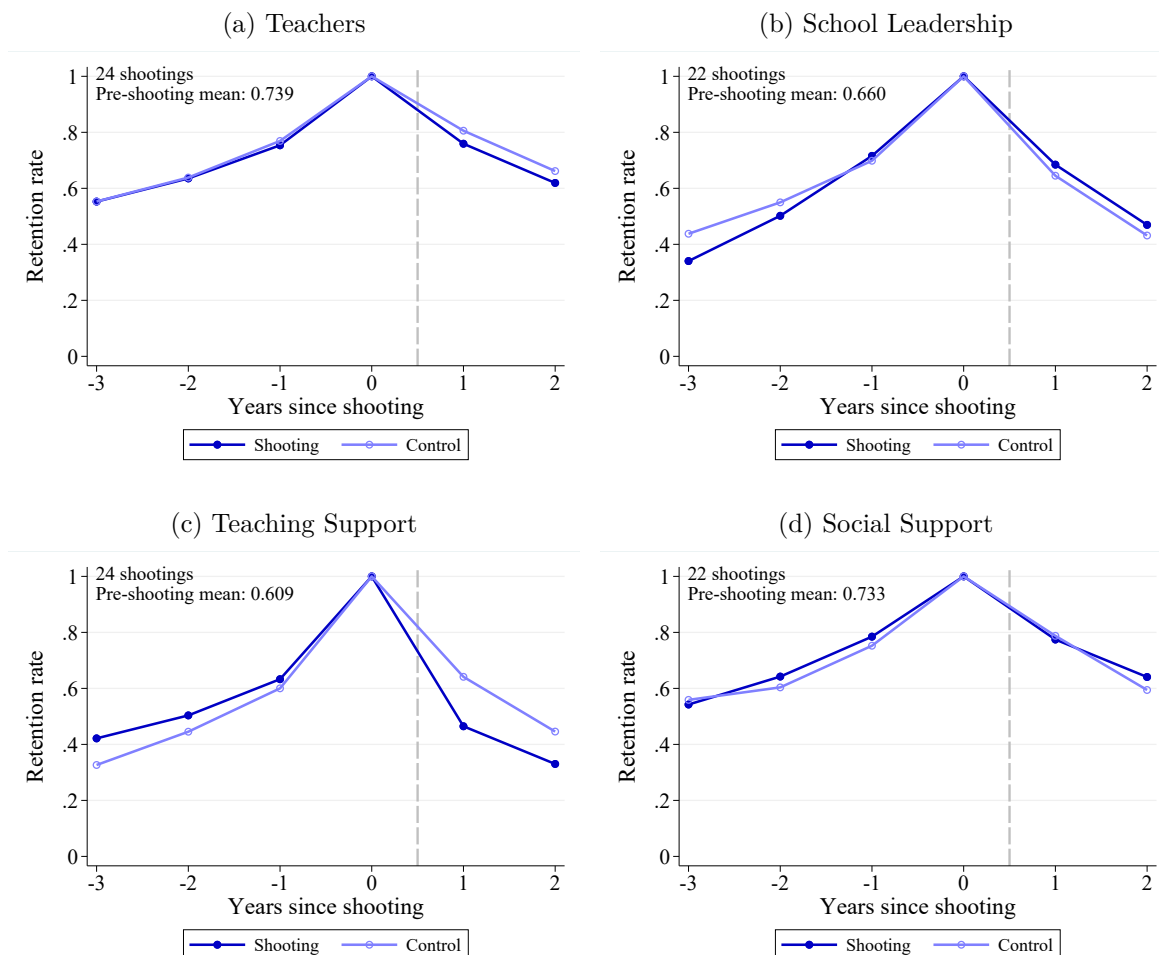 (a) Teachers
24 shootings
Pre-shooting mean: 0.739
Retention rate
1
.8
.6
.4
.2
0
-3 -2 -1 0 1 2
Years since shooting
Shooting Control
(b) School Leadership
22 shootings
Pre-shooting mean: 0.660
Retention rate
1
.8
.6
.4
.2
0
-3 -2 -1 0 1 2
Years since shooting
Shooting Control
(c) Teaching Support
24 shootings
Pre-shooting mean: 0.609
Retention rate
1
.8
.6
.4
.2
0
-3 -2 -1 0 1 2
Years since shooting
Shooting Control
(d) Social Support
22 shootings
Pre-shooting mean: 0.733
Retention rate
1
.8
.6
.4
.2
0
-3 -2 -1 0 1 2
Years since shooting
Shooting Control